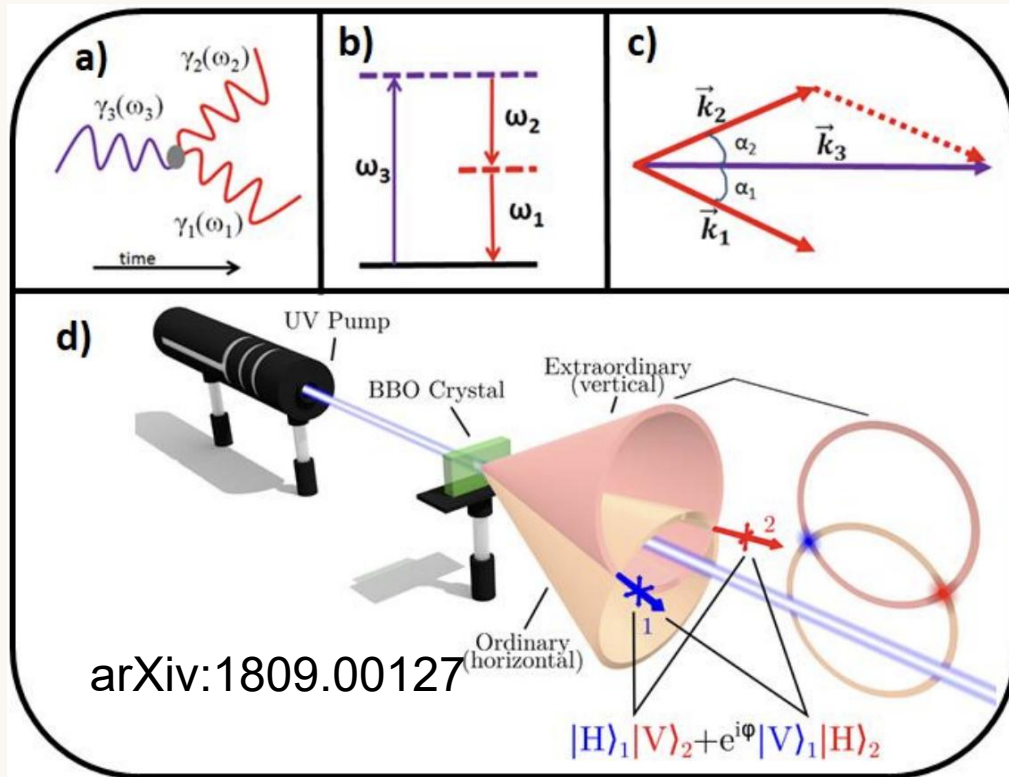 a)
γ₂(ω₂)
γ₃(ω₃)
γ₁(ω₁)
time
b)
ω₂
ω₃
ω₁
c)
k⃗₂
α₂
k⃗₃
α₁
k⃗₁
d)
UV Pump
BBO Crystal
Extraordinary
(vertical)
2
1
Ordinary
(horizontal)
arXiv:1809.00127
|H⟩₁|V⟩₂+e^{iφ}|V⟩₁|H⟩₂